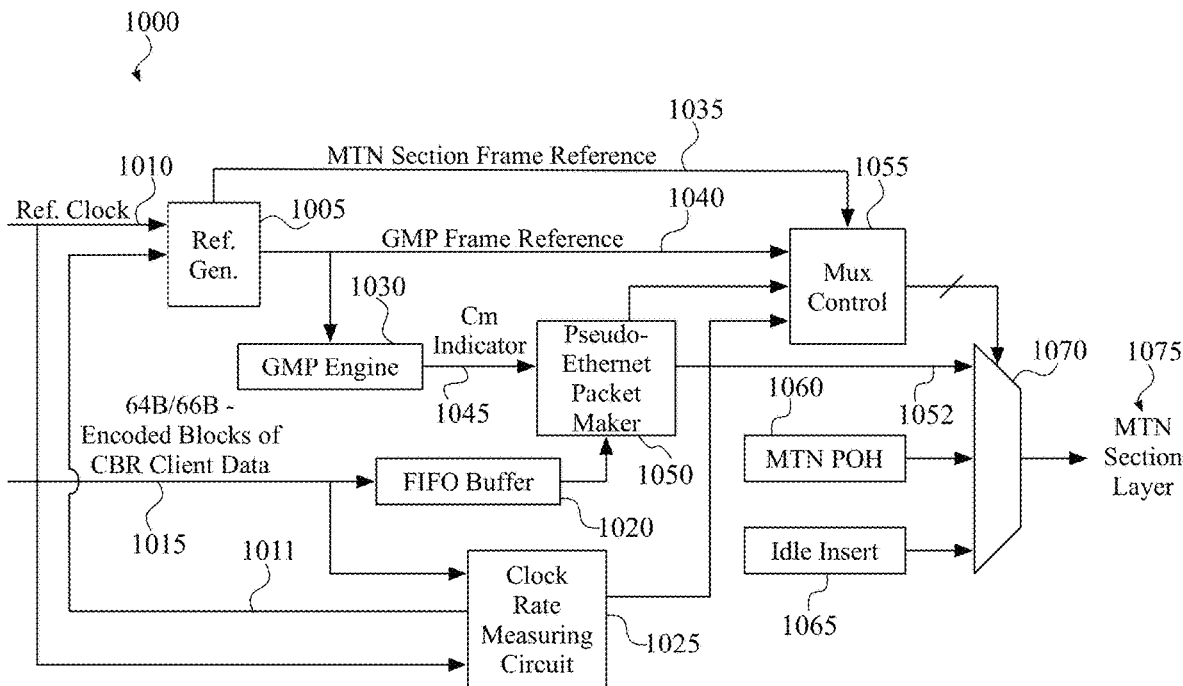 1000
1035
MTN Section Frame Reference
1010
1055
Ref. Clock
1005
1040
Ref.
Gen.
GMP Frame Reference
Mux
Control
1030
Cm
Indicator
GMP Engine
1045
Pseudo-
Ethernet
Packet
Maker
1050
1052
1060
1070
1075
MTN
Section
Layer
64B/66B -
Encoded Blocks of
CBR Client Data
MTN POH
FIFO Buffer
1020
1015
1011
Idle Insert
1065
Clock
Rate
Measuring
Circuit
1025